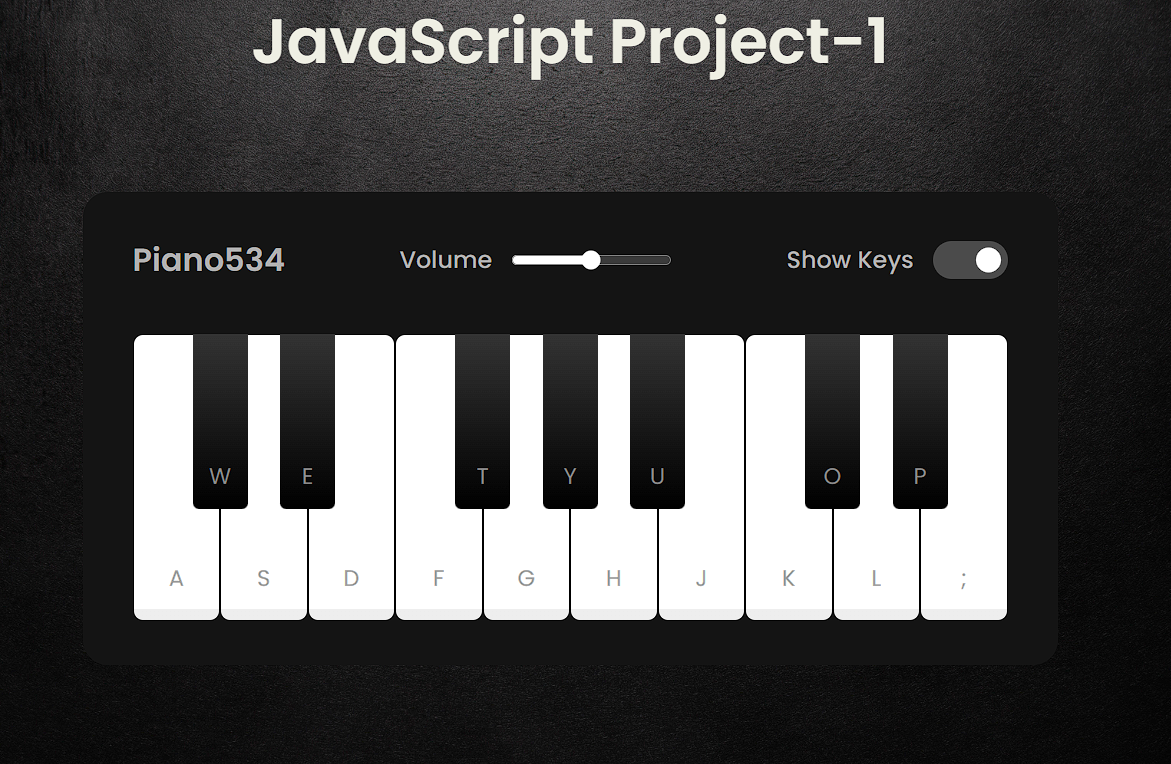 JavaScript Project-1
Piano534 Volume Show Keys
W E T Y U O P
A S D F G H J K L ;